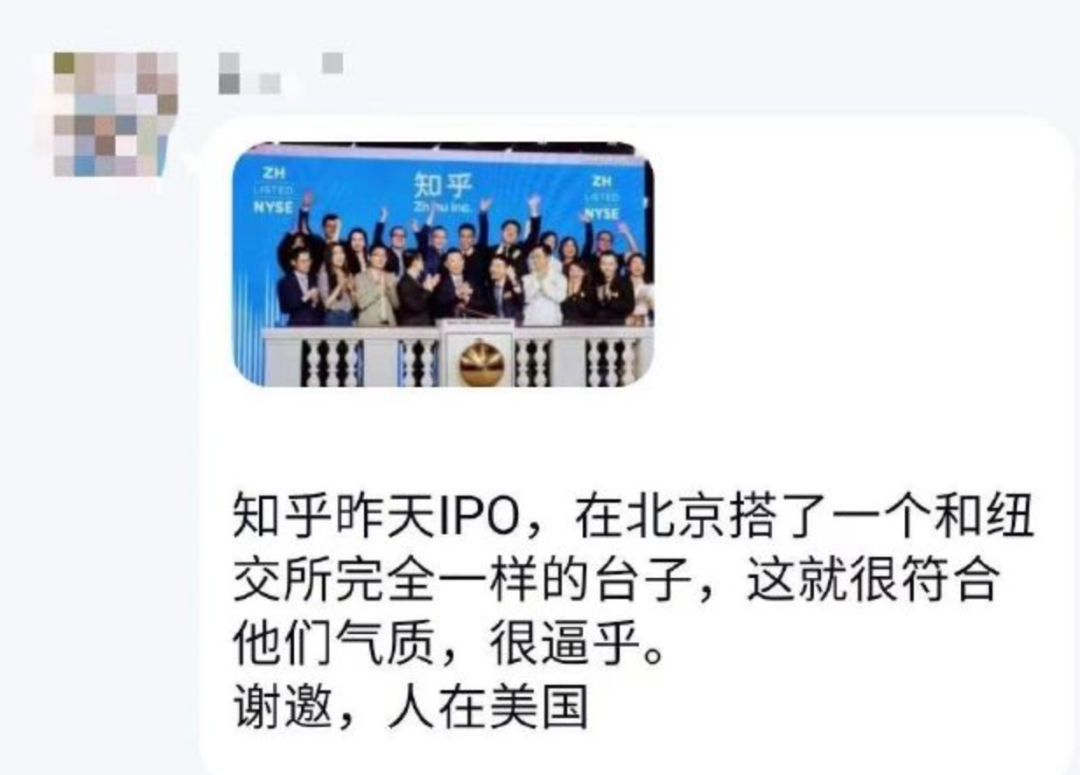 ZH
LISTED
NYSE
知乎
Zhihu Inc.
ZH
LISTED
NYSE
知乎昨天IPO，在北京搭了一个和纽
交所完全一样的台子，这就很符合
他们气质，很逼乎。
谢邀，人在美国